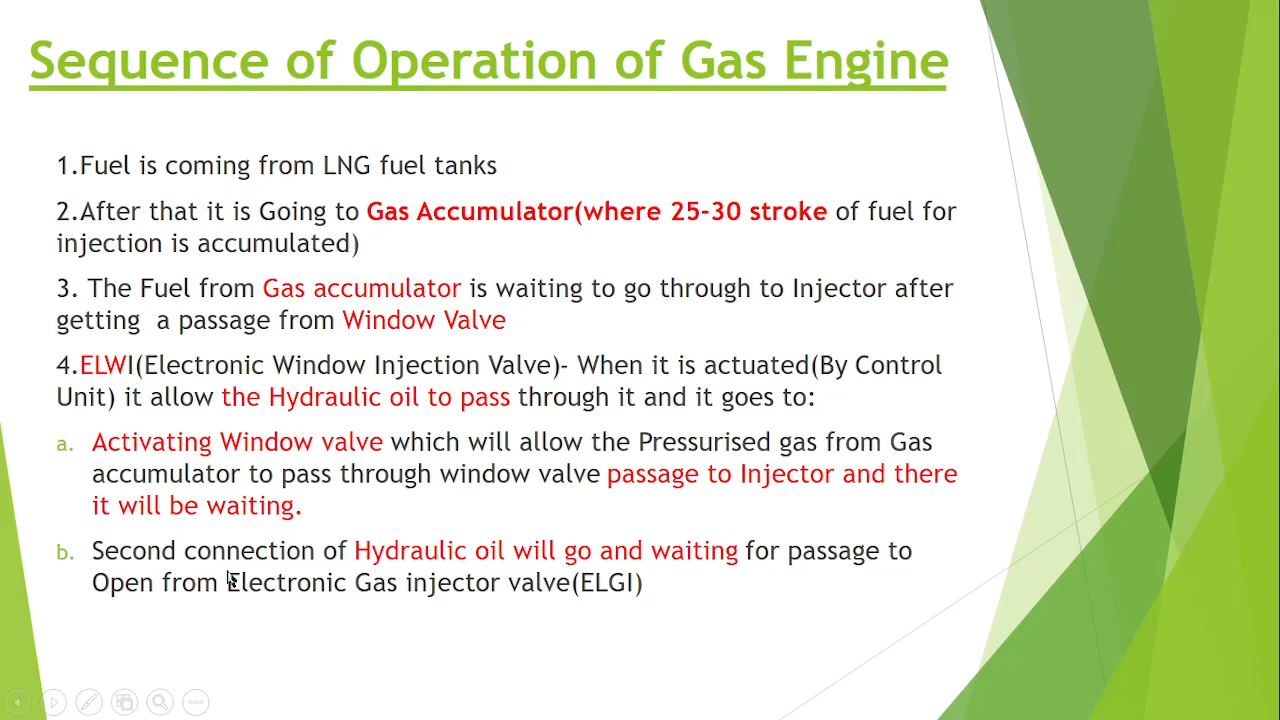 Sequence of Operation of Gas Engine
1.Fuel is coming from LNG fuel tanks
2.After that it is Going to Gas Accumulator(where 25-30 stroke of fuel for
injection is accumulated)
3. The Fuel from Gas accumulator is waiting to go through to Injector after
getting a passage from Window Valve
4.ELWI(Electronic Window Injection Valve)- When it is actuated(By Control
Unit) it allow the Hydraulic oil to pass through it and it goes to:
a. Activating Window valve which will allow the Pressurised gas from Gas
accumulator to pass through window valve passage to Injector and there
it will be waiting.
b. Second connection of Hydraulic oil will go and waiting for passage to
Open from Electronic Gas injector valve(ELGI)